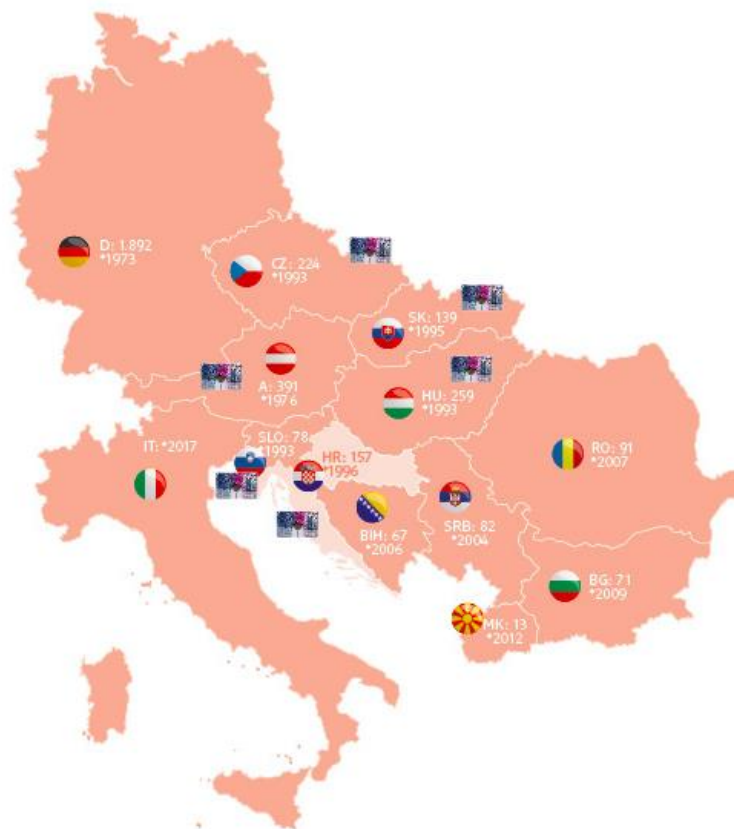 D: 1.892
*1973
CZ: 224
*1993
SK: 139
*1995
A: 391
*1976
HU: 259
*1993
IT: *2017
SLO: 78
*1993
HR: 157
*1996
RO: 91
*2007
BIH: 67
*2006
SRB: 82
*2004
BG: 71
*2009
MK: 13
*2012